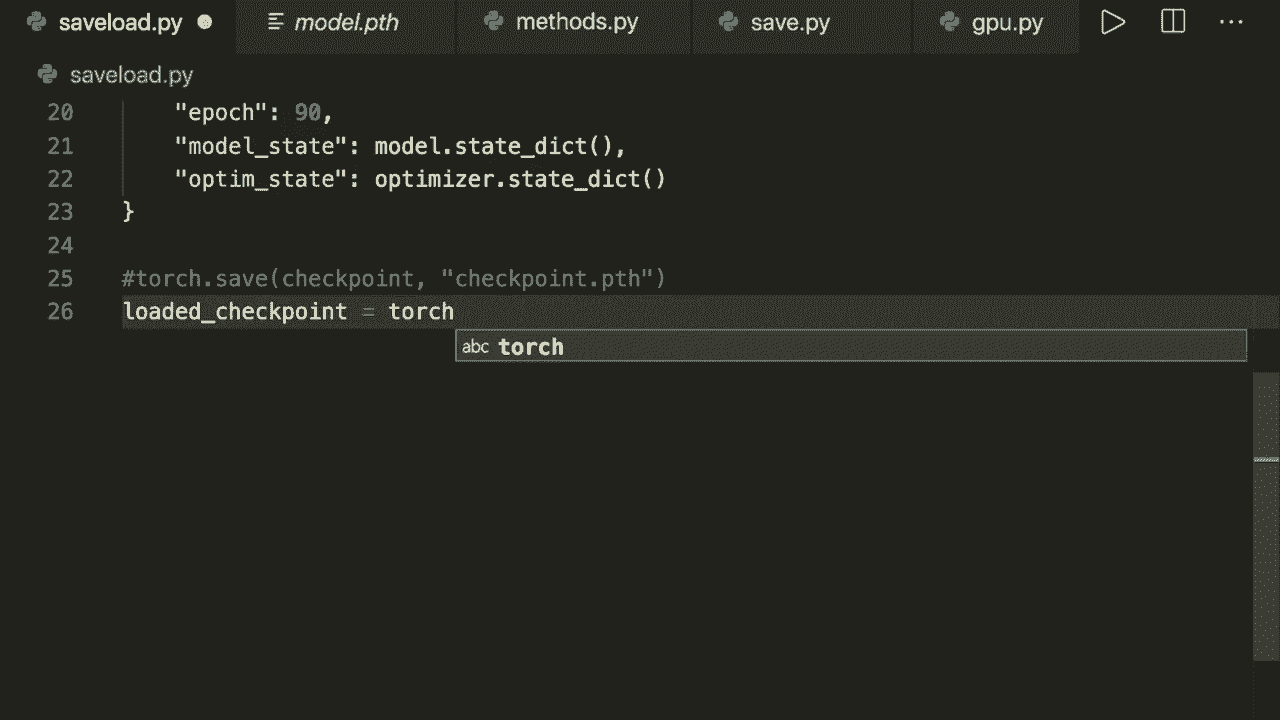 saveload.py model.pth methods.py save.py gpu.py ...
saveload.py
20 "epoch": 90,
21 "model_state": model.state_dict(),
22 "optim_state": optimizer.state_dict()
23 }
24
25 #torch.save(checkpoint, "checkpoint.pth")
26 loaded_checkpoint = torch
abc torch